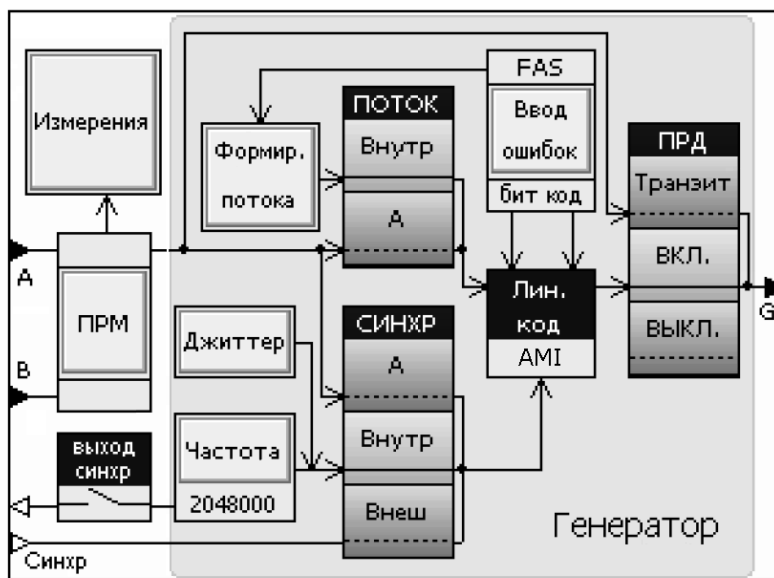 Измерения
A
B
ПРМ
выход
синхр
Синхр
Формир.
потока
Джиттер
Частота
2048000
ПОТОК
Внутр
A
СИНХР
A
Внутр
Внеш
FAS
Ввод
ошибок
бит код
Лин.
код
AMI
ПРД
Транзит
ВКЛ.
ВЫКЛ.
G
Генератор